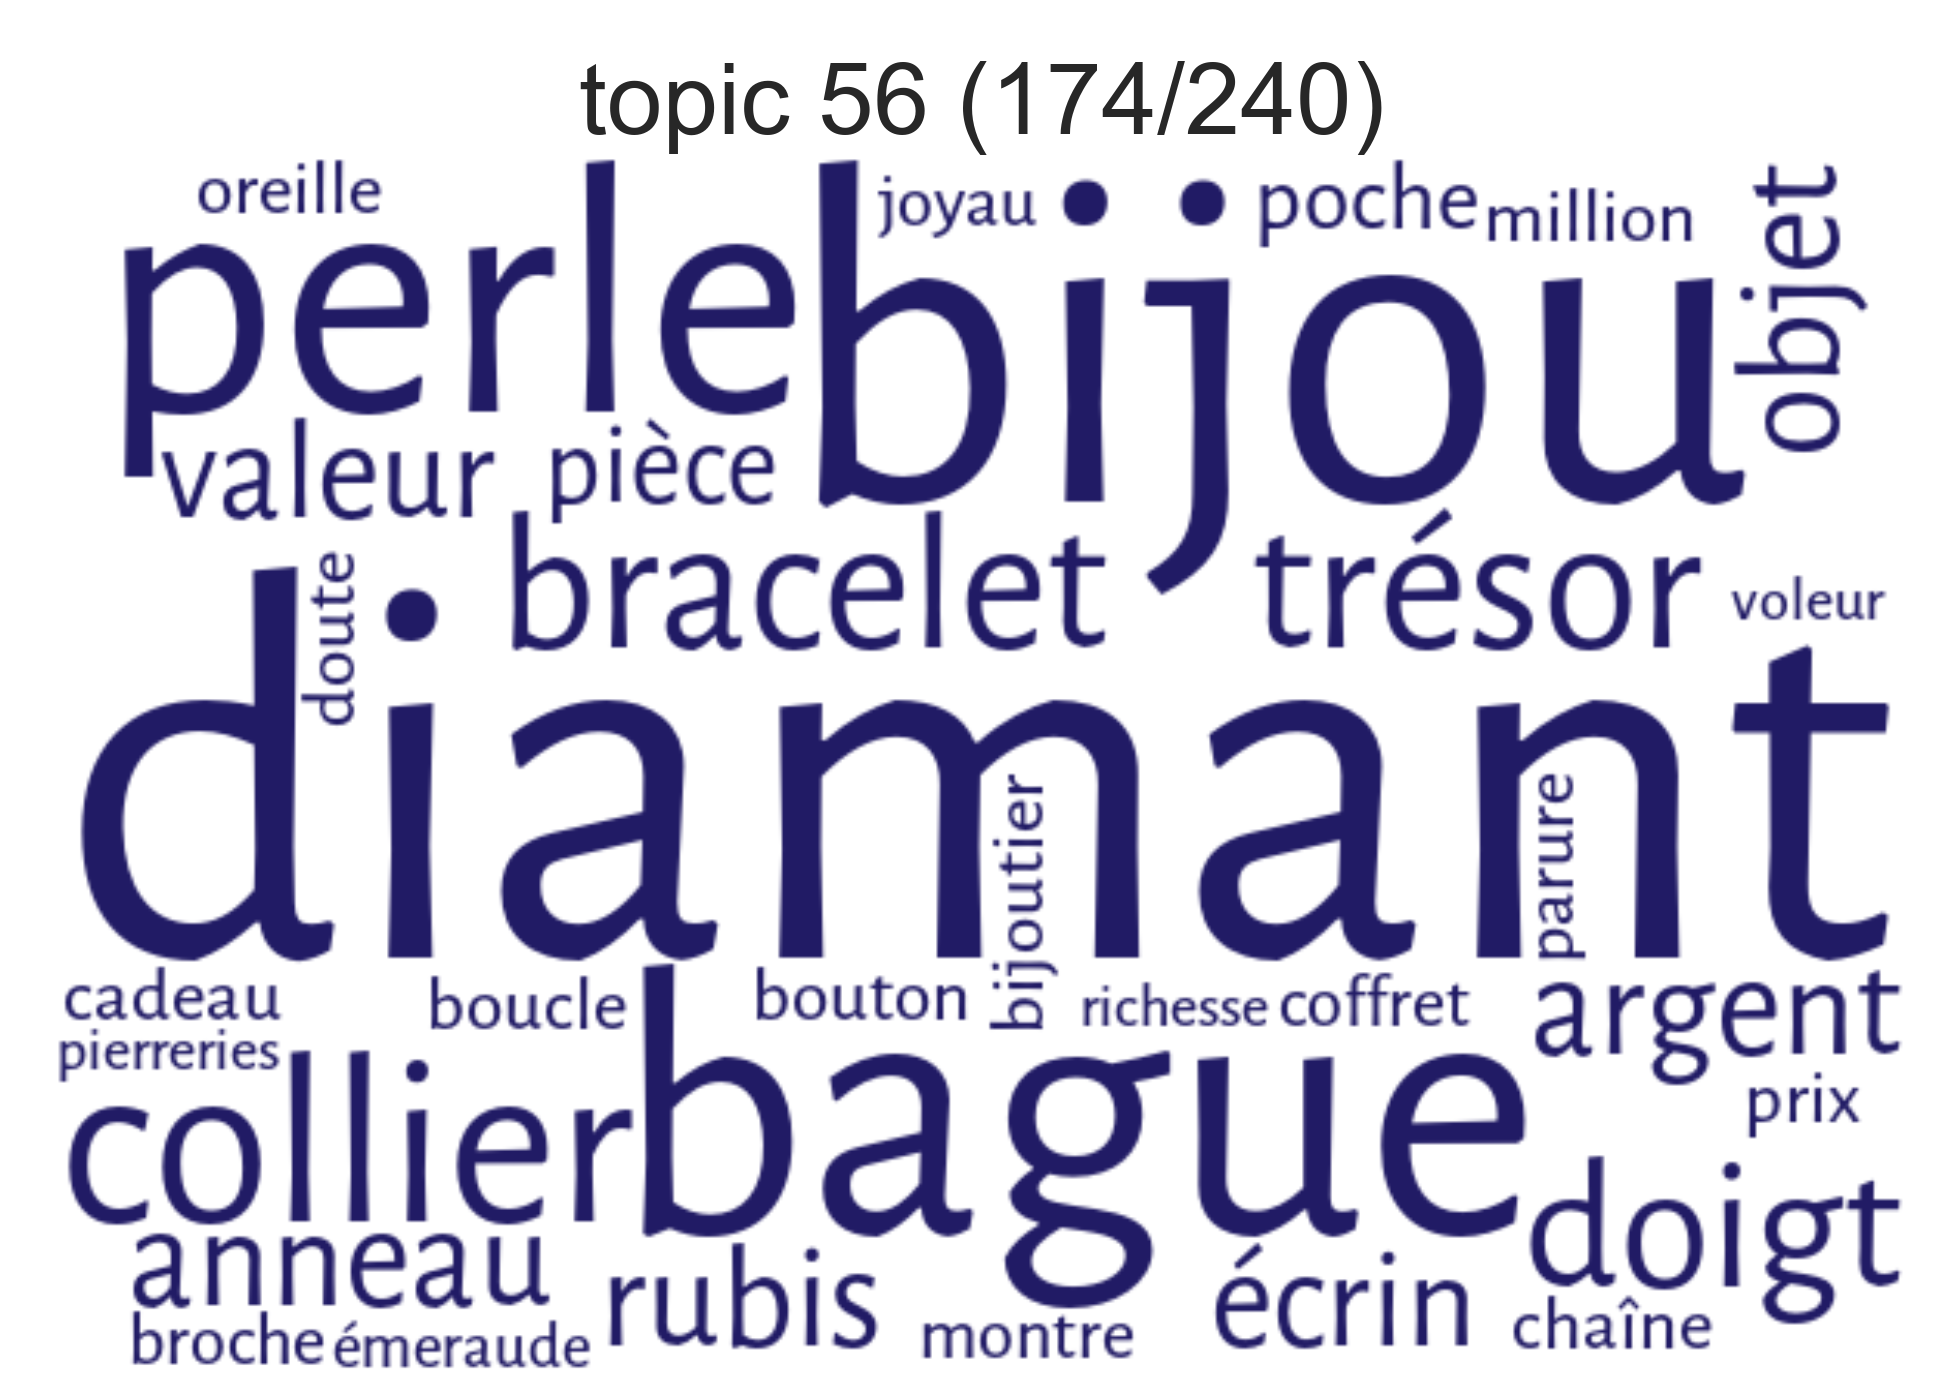 topic 56 (174/240)
oreille
joyau
poche
million
objet
perle
bijou
valeur
pièce
bracelet
trésor
voleur
doute
diamant
bijoutier
parure
cadeau
boucle
bouton
richesse
coffret
argent
pierreries
prix
collier
bague
doigt
anneau
rubis
écrin
broche
émeraude
montre
chaîne